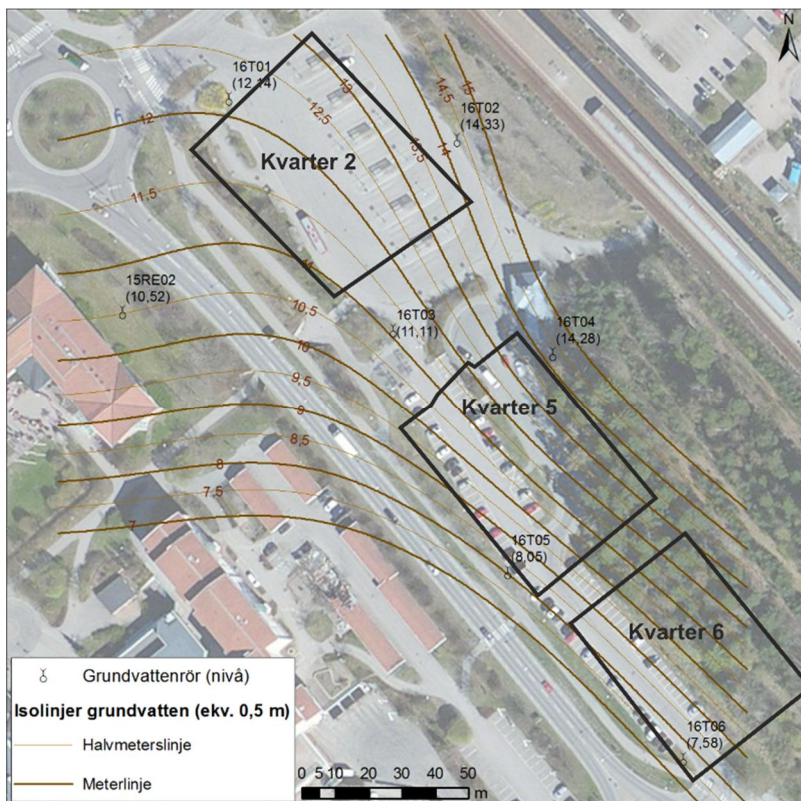 N
16T01
(12,14)
15
14,5
13
16T02
(14,33)
12,5
14
12
13,5
Kvarter 2
11,5
11
15RE02
(10,52)
10,5
16T03
(11,11)
10
16T04
(14,28)
9,5
Kvarter 5
9
8,5
8
7,5
7
16T05
(8,05)
Kvarter 6
16T06
(7,58)
Grundvattenrör (nivå)
Isolinjer grundvatten (ekv. 0,5 m)
Halvmeterslinje
Meterlinje
0 5 10 20 30 40 50
m